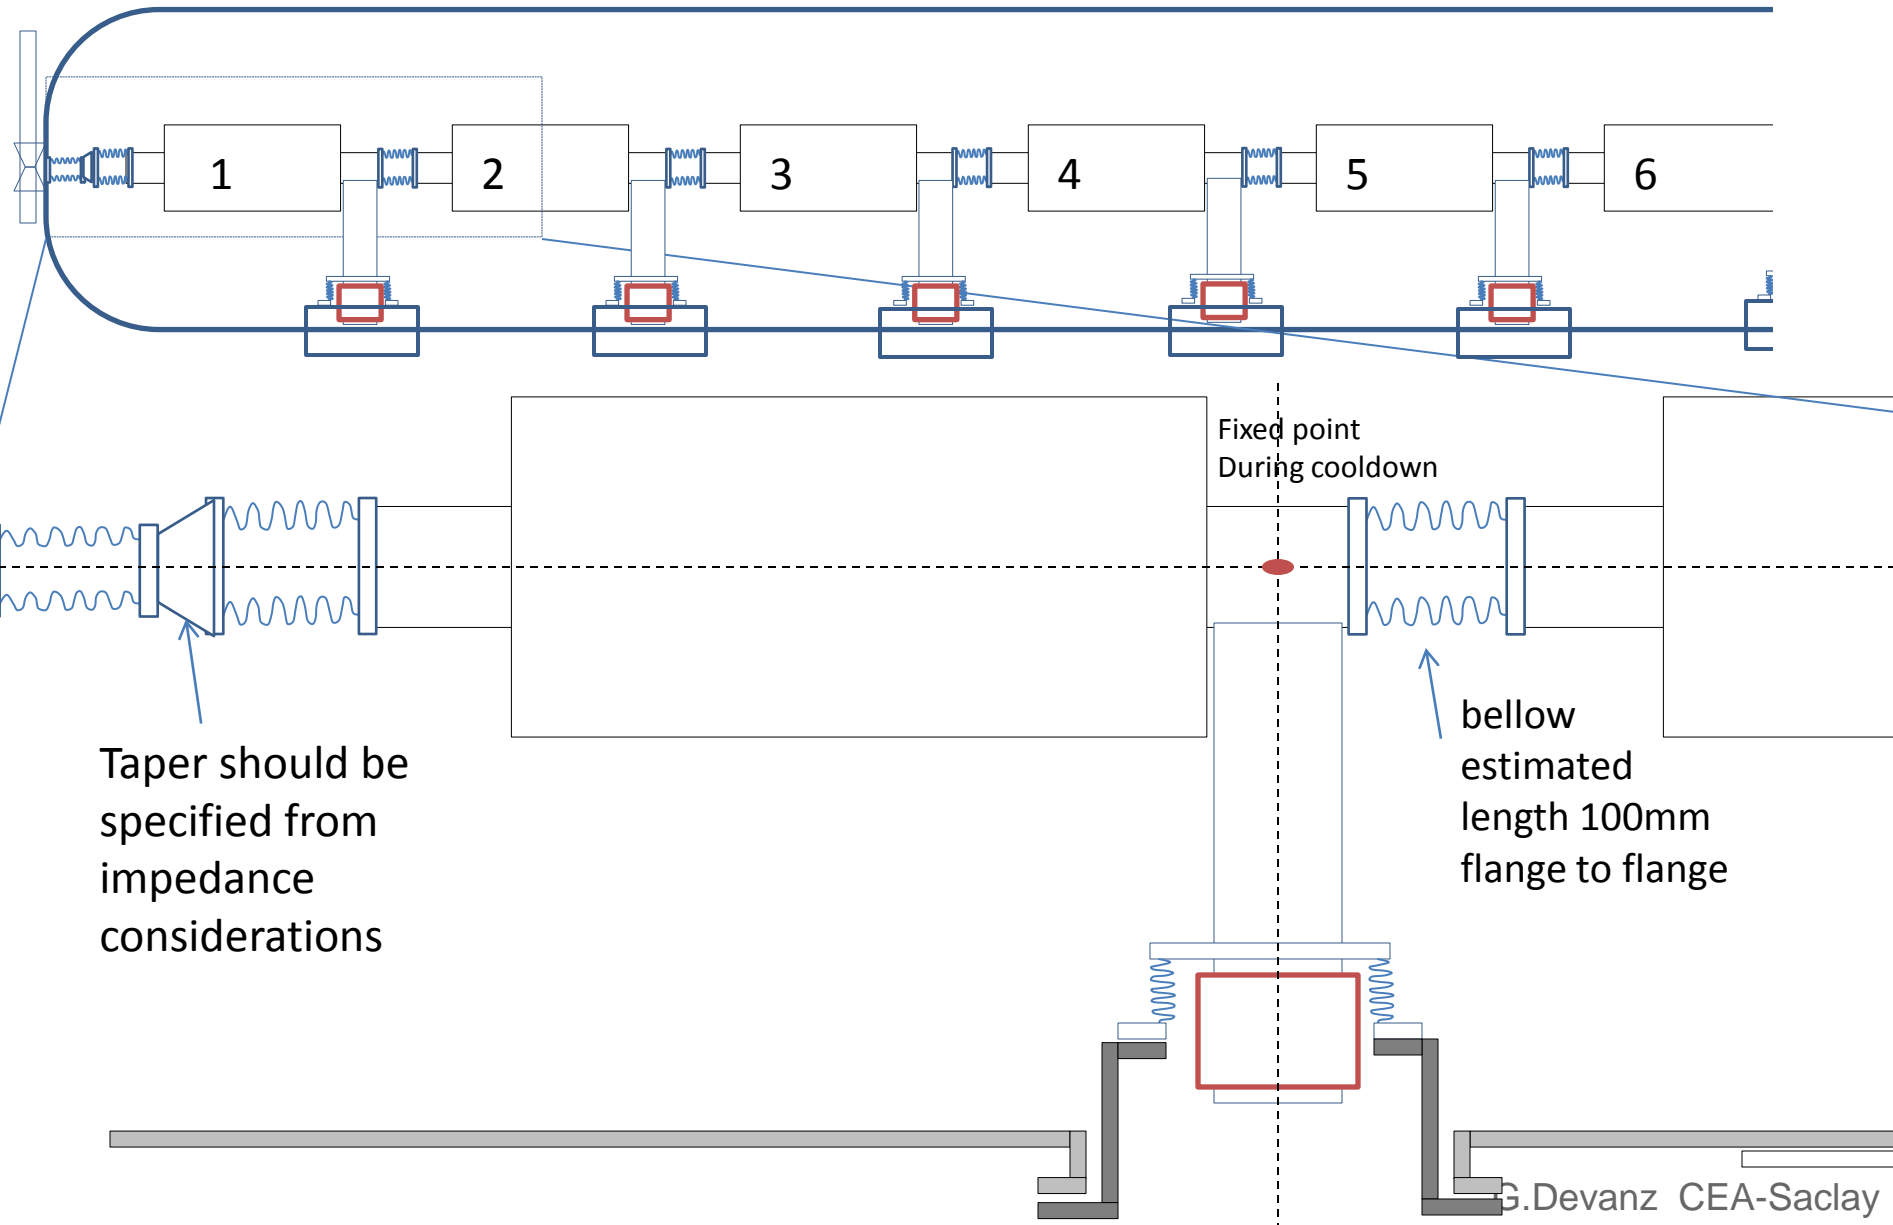 1
2
3
4
5
6
Fixed point
During cooldown
Taper should be
specified from
impedance
considerations
bellow
estimated
length 100mm
flange to flange
G.Devanz CEA-Saclay